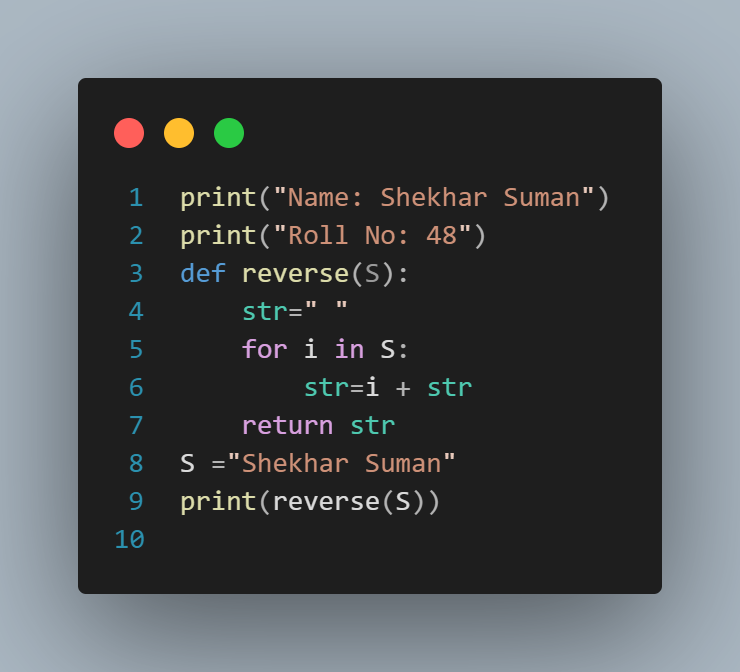 1 print("Name: Shekhar Suman")
2 print("Roll No: 48")
3 def reverse(S):
4     str=" "
5     for i in S:
6         str=i + str
7     return str
8 S ="Shekhar Suman"
9 print(reverse(S))
10